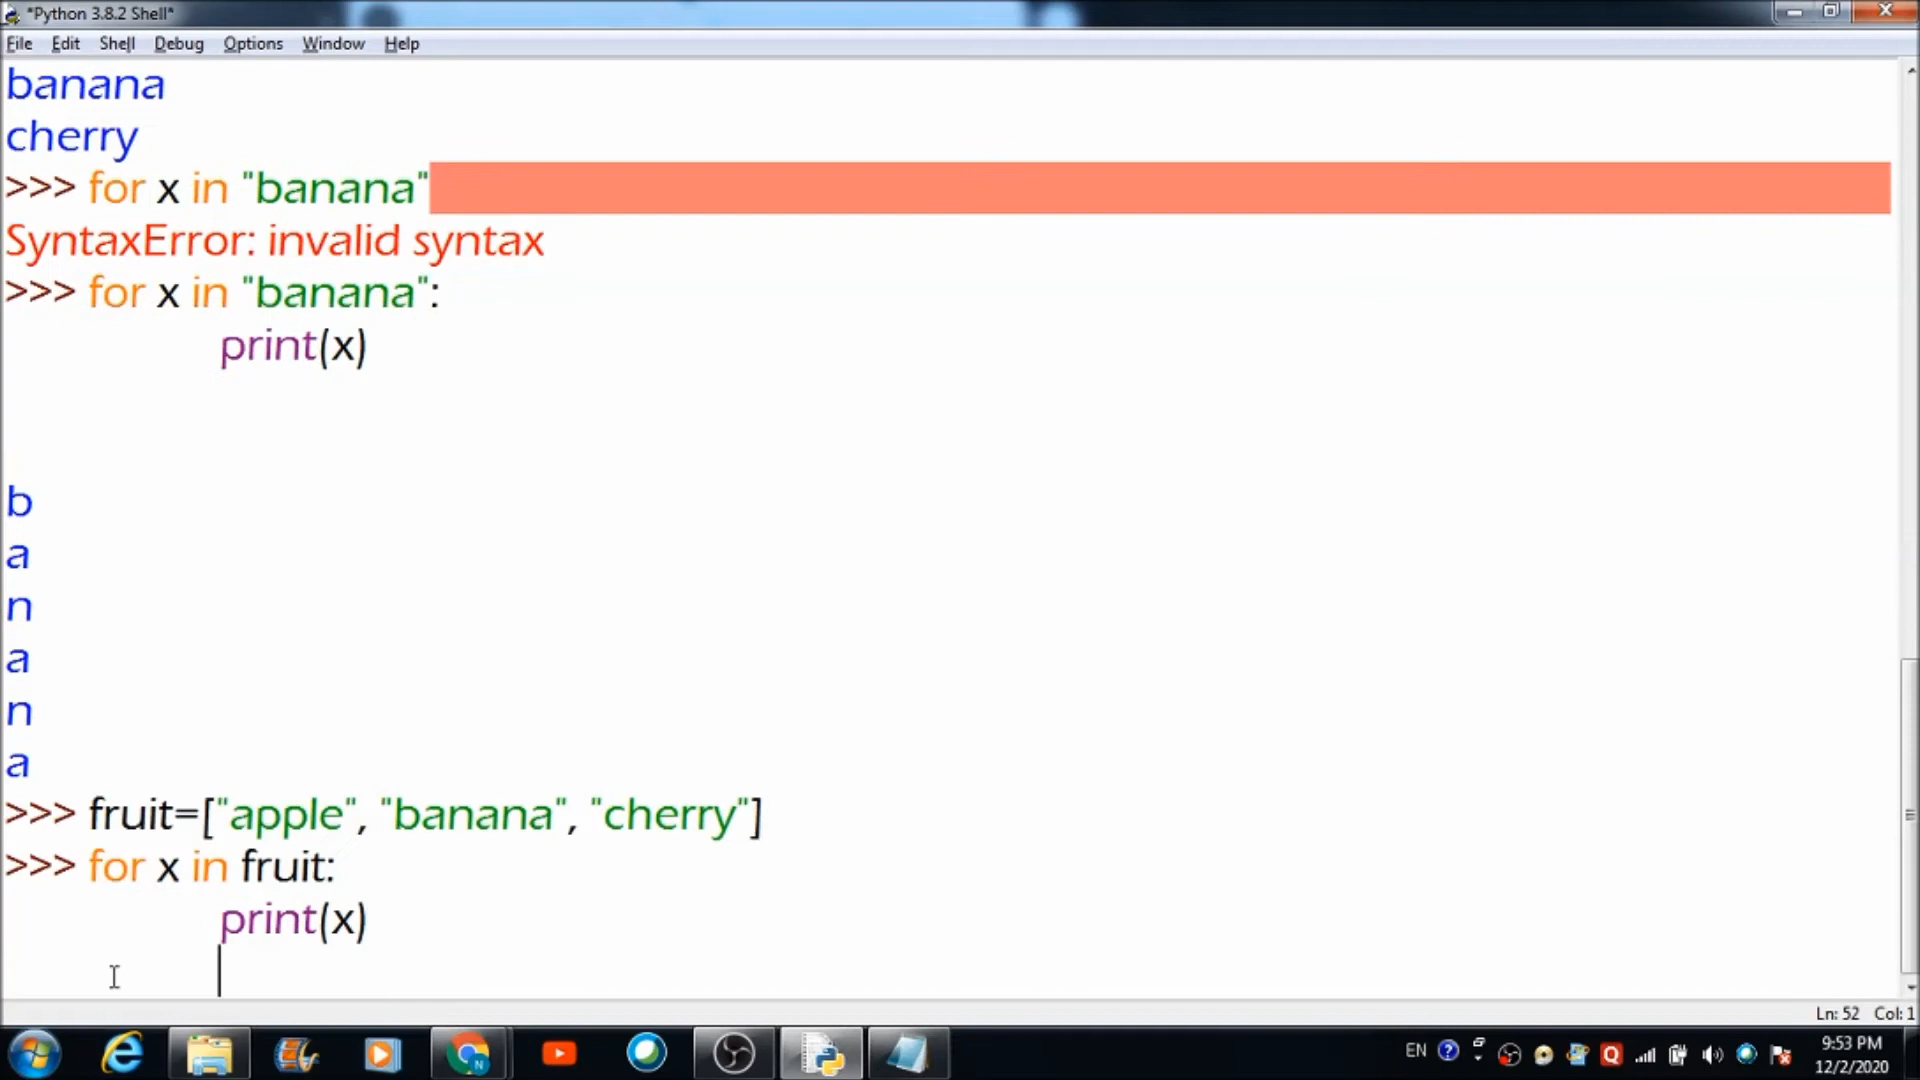 *Python 3.8.2 Shell*
File Edit Shell Debug Options Window Help
banana
cherry
>>> for x in "banana"
SyntaxError: invalid syntax
>>> for x in "banana":
print(x)
b
a
n
a
n
a
>>> fruit=["apple", "banana", "cherry"]
>>> for x in fruit:
print(x)
Ln: 52 Col: 1
EN
9:53 PM
12/2/2020